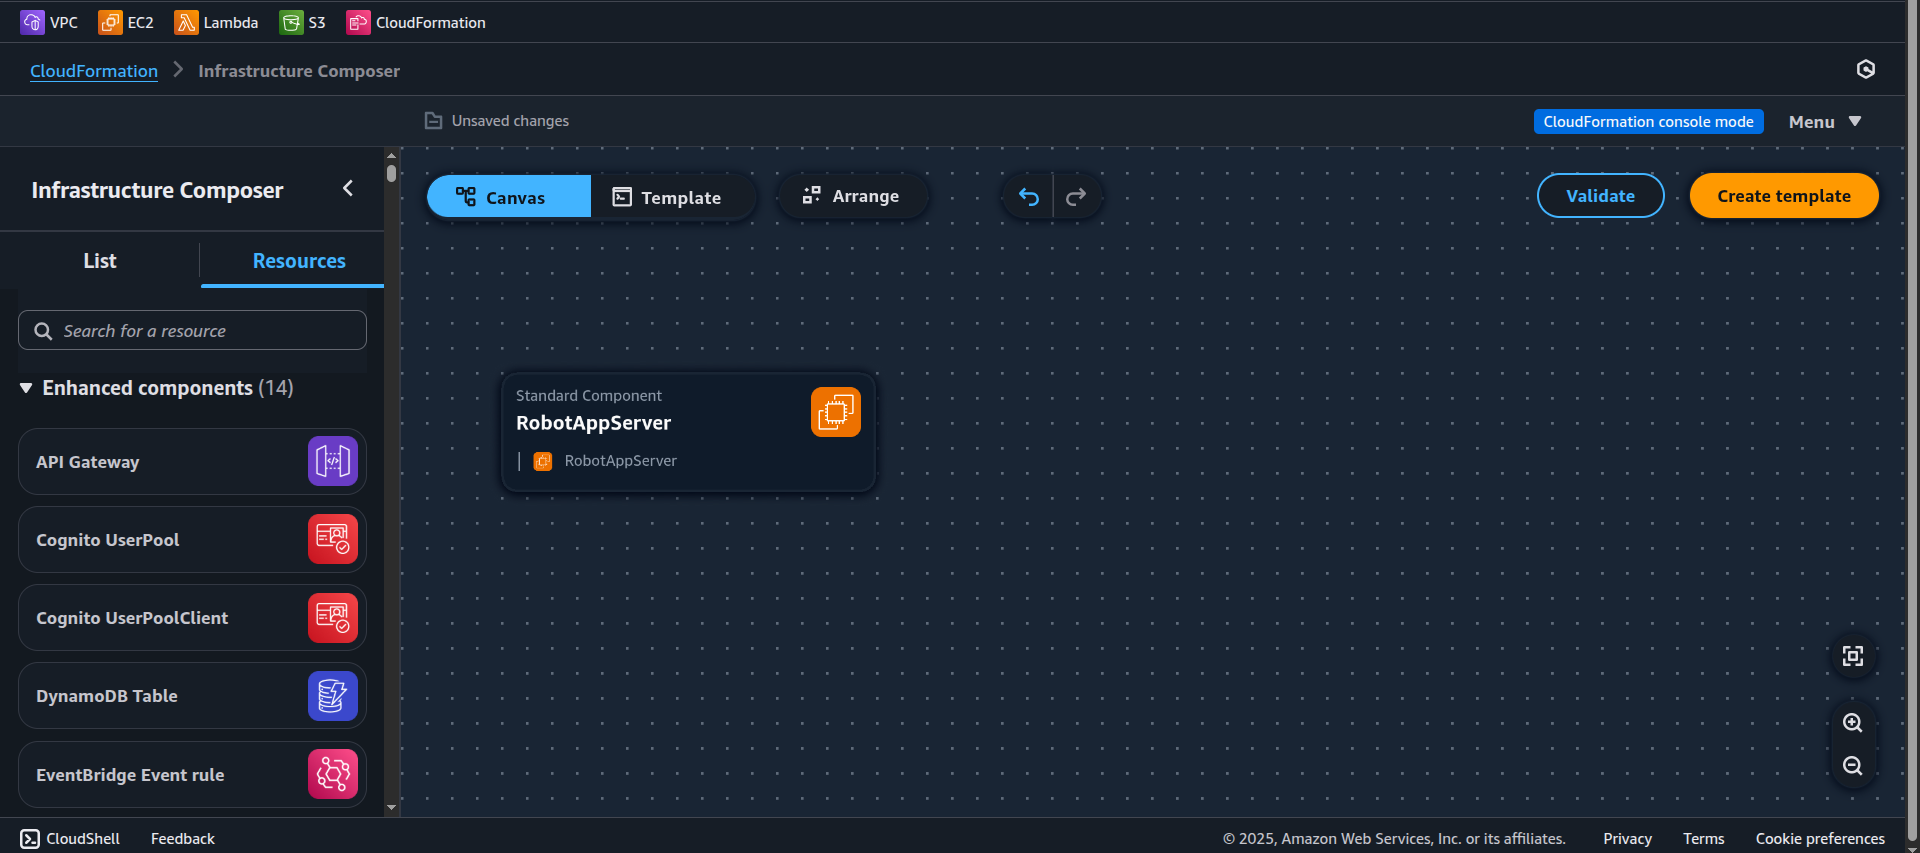 VPC EC2 Lambda S3 CloudFormation
CloudFormation Infrastructure Composer
Unsaved changes CloudFormation console mode Menu
Infrastructure Composer
Canvas Template Arrange Validate Create template
List Resources
Search for a resource
Enhanced components (14)
API Gateway
Cognito UserPool
Cognito UserPoolClient
DynamoDB Table
EventBridge Event rule
Standard Component
RobotAppServer
RobotAppServer
CloudShell Feedback © 2025, Amazon Web Services, Inc. or its affiliates. Privacy Terms Cookie preferences